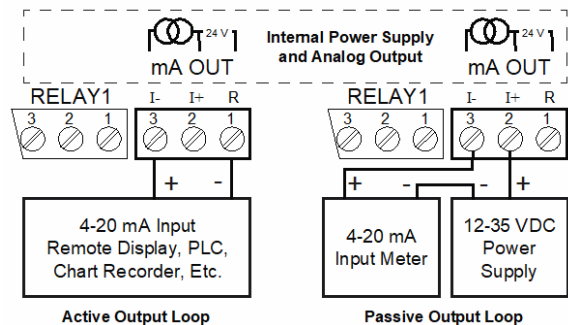 24 V
mA OUT
Internal Power Supply
and Analog Output
24 V
mA OUT
RELAY1
I- I+ R
RELAY1
I- I+ R
3 2 1
3 2 1
3 2 1
3 2 1
+ -
+ - - +
4-20 mA Input
Remote Display, PLC,
Chart Recorder, Etc.
4-20 mA
Input Meter
12-35 VDC
Power
Supply
Active Output Loop
Passive Output Loop